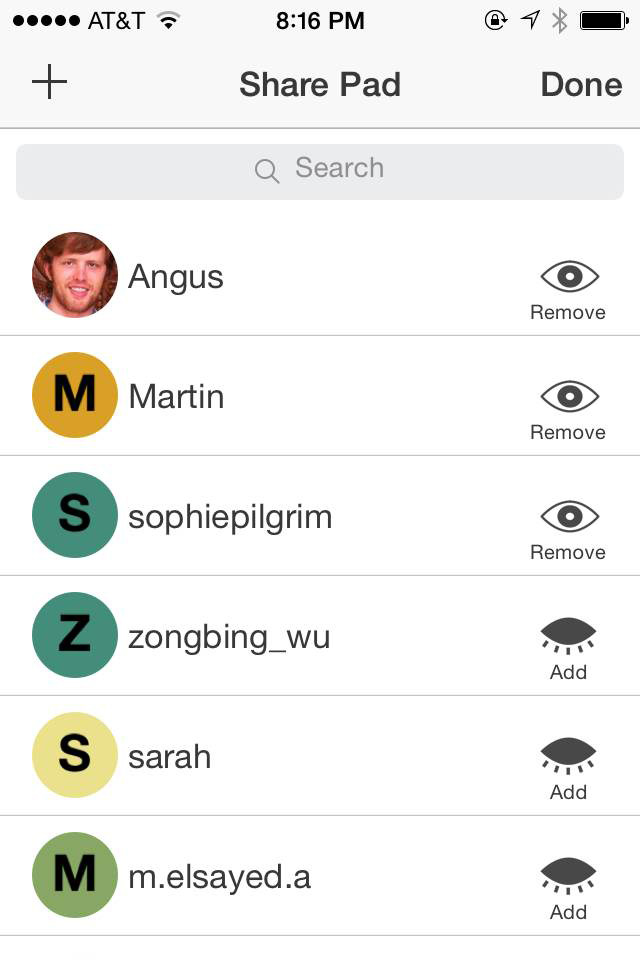 AT&T 8:16 PM
Share Pad Done
Search
Angus
Remove
M Martin
Remove
S sophiepilgrim
Remove
Z zongbing_wu
Add
S sarah
Add
M m.elsayed.a
Add